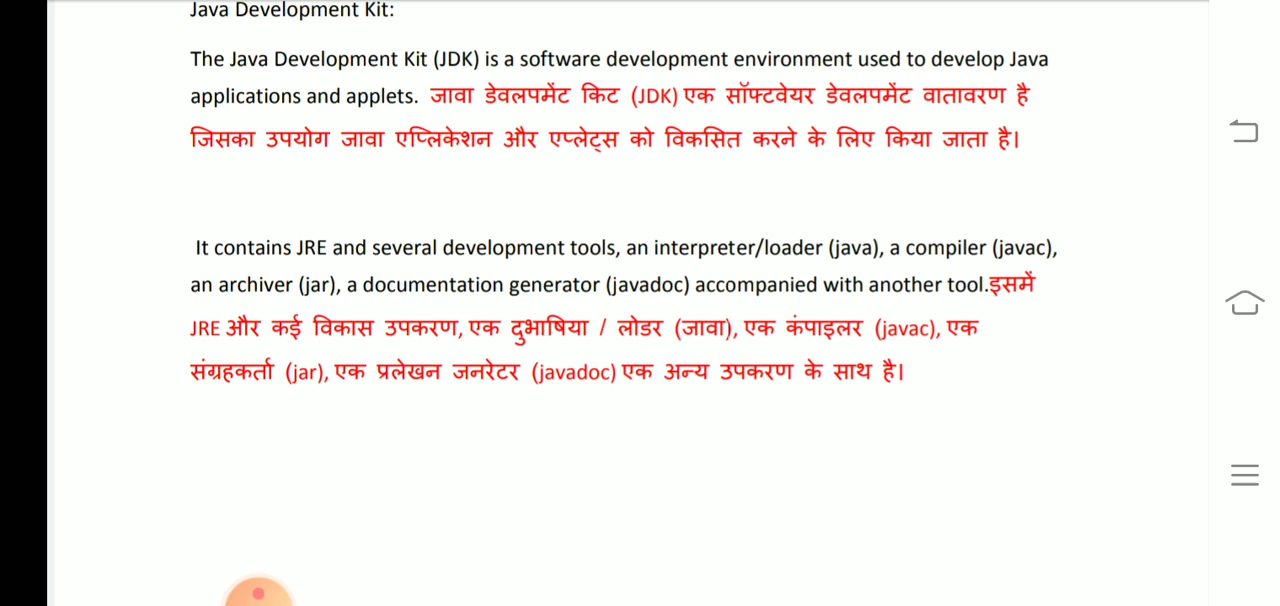 Java Development Kit:
The Java Development Kit (JDK) is a software development environment used to develop Java
applications and applets. जावा डेवलपमेंट किट (JDK) एक सॉफ्टवेयर डेवलपमेंट वातावरण है
जिसका उपयोग जावा एप्लिकेशन और एप्लेट्स को विकसित करने के लिए किया जाता है।
It contains JRE and several development tools, an interpreter/loader (java), a compiler (javac),
an archiver (jar), a documentation generator (javadoc) accompanied with another tool.इसमें
JRE और कई विकास उपकरण, एक दुभाषिया / लोडर (जावा), एक कंपाइलर (javac), एक
संग्रहकर्ता (jar), एक प्रलेखन जनरेटर (javadoc) एक अन्य उपकरण के साथ है।